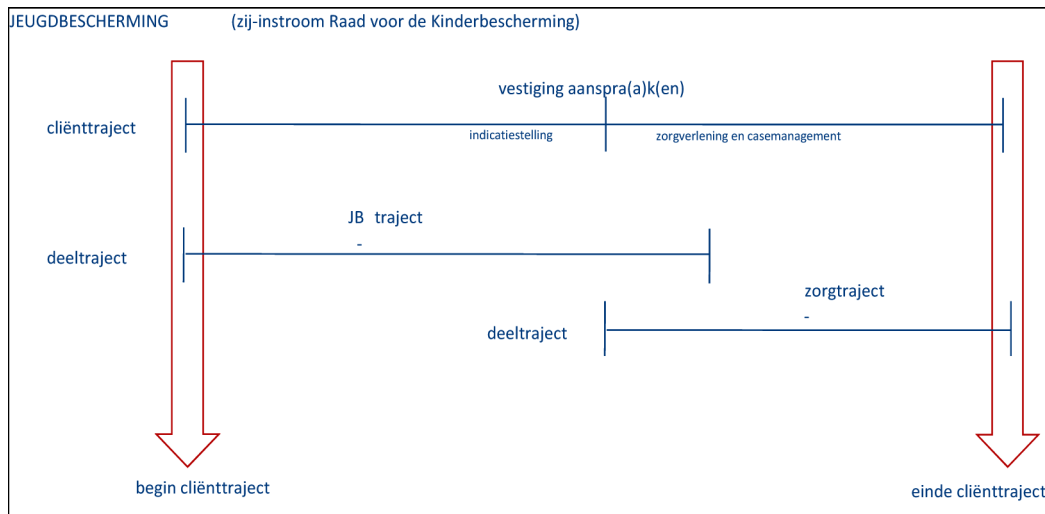 JEUGDBESCHERMING (zij-instroom Raad voor de Kinderbescherming)
vestiging aanspra(a)k(en)
cliënttraject
indicatiestelling zorgverlening en casemanagement
JB traject
-
deeltraject
zorgtraject
-
deeltraject
begin cliënttraject einde cliënttraject